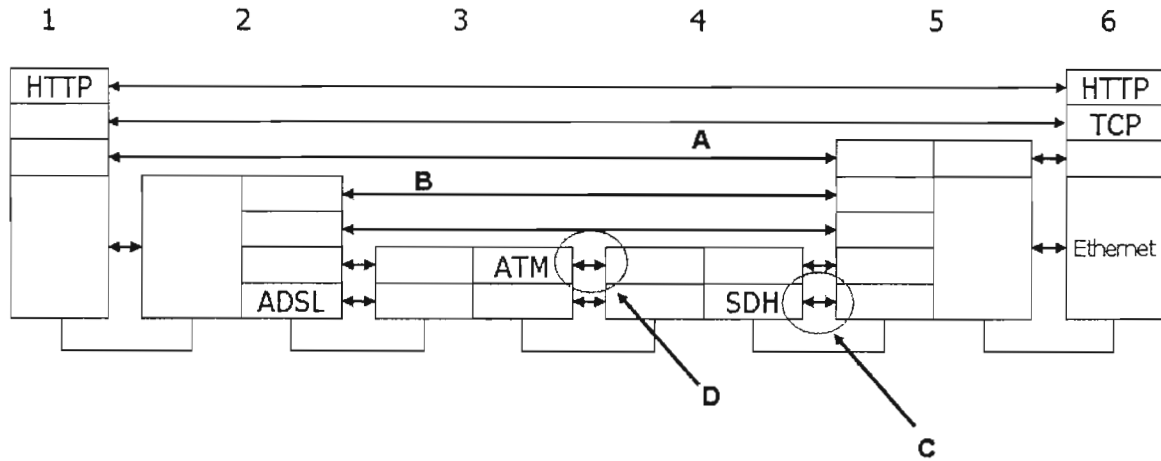 1 2 3 4 5 6
HTTP HTTP
TCP
A
B
Ethernet
ATM
ADSL SDH
D
C